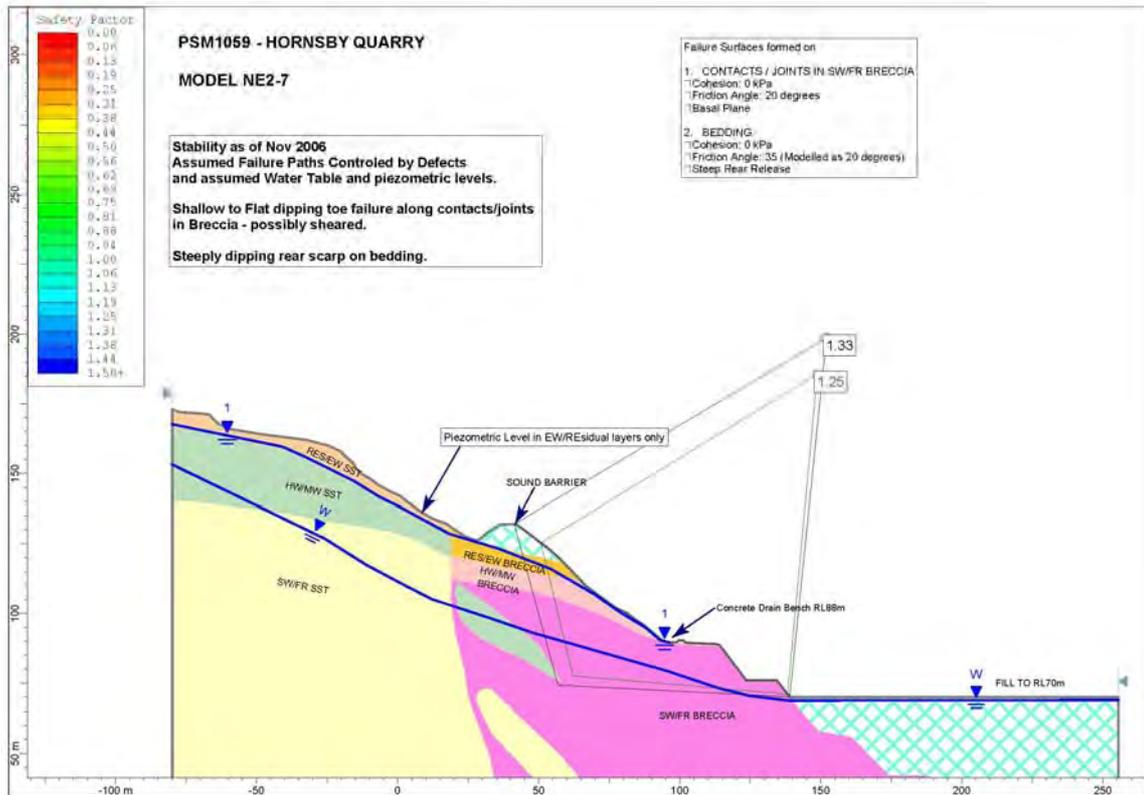 Safety Factor
0.00
0.06
0.13
0.19
0.25
0.31
0.38
0.44
0.50
0.56
0.62
0.69
0.75
0.81
0.88
0.94
1.00
1.06
1.13
1.19
1.25
1.31
1.38
1.44
1.50+
PSM1059 - HORNSBY QUARRY
MODEL NE2-7
Stability as of Nov 2006
Assumed Failure Paths Controled by Defects
and assumed Water Table and piezometric levels.
Shallow to Flat dipping toe failure along contacts/joints
in Breccia - possibly sheared.
Steeply dipping rear scarp on bedding.
Failure Surfaces formed on
1. CONTACTS / JOINTS IN SW/FR BRECCIA
Cohesion: 0 kPa
Friction Angle: 20 degrees
Basal Plane
2. BEDDING
Cohesion: 0 kPa
Friction Angle: 35 (Modelled as 20 degrees)
Steep Rear Release
1.33
1.25
1
Piezometric Level in EW/REsidual layers only
RES/EW SST
HW/MW SST
SOUND BARRIER
W
RES/EW BRECCIA
HW/MW
BRECCIA
SW/FR SST
1
Concrete Drain Bench RL88m
W
FILL TO RL70m
SW/FR BRECCIA
300
250
200
150
100
50 m
-100 m
-50
0
50
100
150
200
250